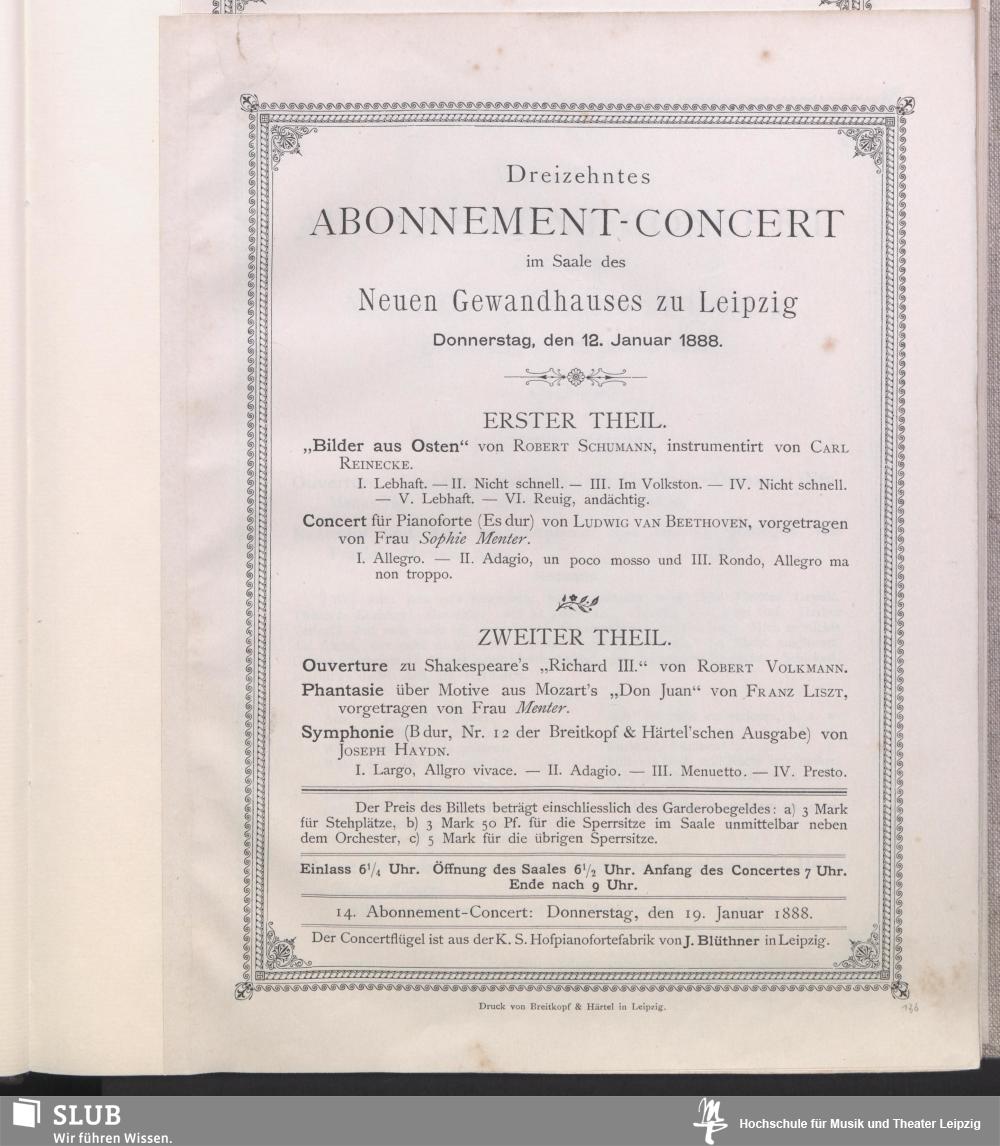 Dreizehntes
ABONNEMENT-CONCERT
im Saale des
Neuen Gewandhauses zu Leipzig
Donnerstag, den 12. Januar 1888.
ERSTER THEIL.
„Bilder aus Osten“ von ROBERT SCHUMANN, instrumentirt von CARL
REINECKE.
I. Lebhaft. — II. Nicht schnell. — III. Im Volkston. — IV. Nicht schnell.
— V. Lebhaft. — VI. Reuig, andächtig.
Concert für Pianoforte (Es dur) von LUDWIG VAN BEETHOVEN, vorgetragen
von Frau Sophie Menter.
I. Allegro. — II. Adagio, un poco mosso und III. Rondo, Allegro ma
non troppo.
ZWEITER THEIL.
Ouverture zu Shakespeare's „Richard III.“ von ROBERT VOLKMANN.
Phantasie über Motive aus Mozart's „Don Juan“ von FRANZ LISZT,
vorgetragen von Frau Menter.
Symphonie (B dur, Nr. 12 der Breitkopf & Härtel'schen Ausgabe) von
JOSEPH HAYDN.
I. Largo, Allgro vivace. — II. Adagio. — III. Menuetto. — IV. Presto.
Der Preis des Billets beträgt einschliesslich des Garderobegeldes: a) 3 Mark
für Stehplätze, b) 3 Mark 50 Pf. für die Sperrsitze im Saale unmittelbar neben
dem Orchester, c) 5 Mark für die übrigen Sperrsitze.
Einlass 6¼ Uhr. Öffnung des Saales 6½ Uhr. Anfang des Concertes 7 Uhr.
Ende nach 9 Uhr.
14. Abonnement-Concert: Donnerstag, den 19. Januar 1888.
Der Concertflügel ist aus der K. S. Hofpianofortefabrik von J. Blüthner in Leipzig.
Druck von Breitkopf & Härtel in Leipzig.
136
SLUB
Wir führen Wissen.
Hochschule für Musik und Theater Leipzig